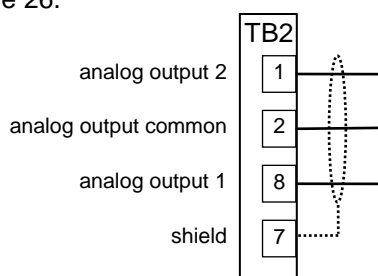 e 26.
TB2
analog output 2 1
analog output common 2
analog output 1 8
shield 7